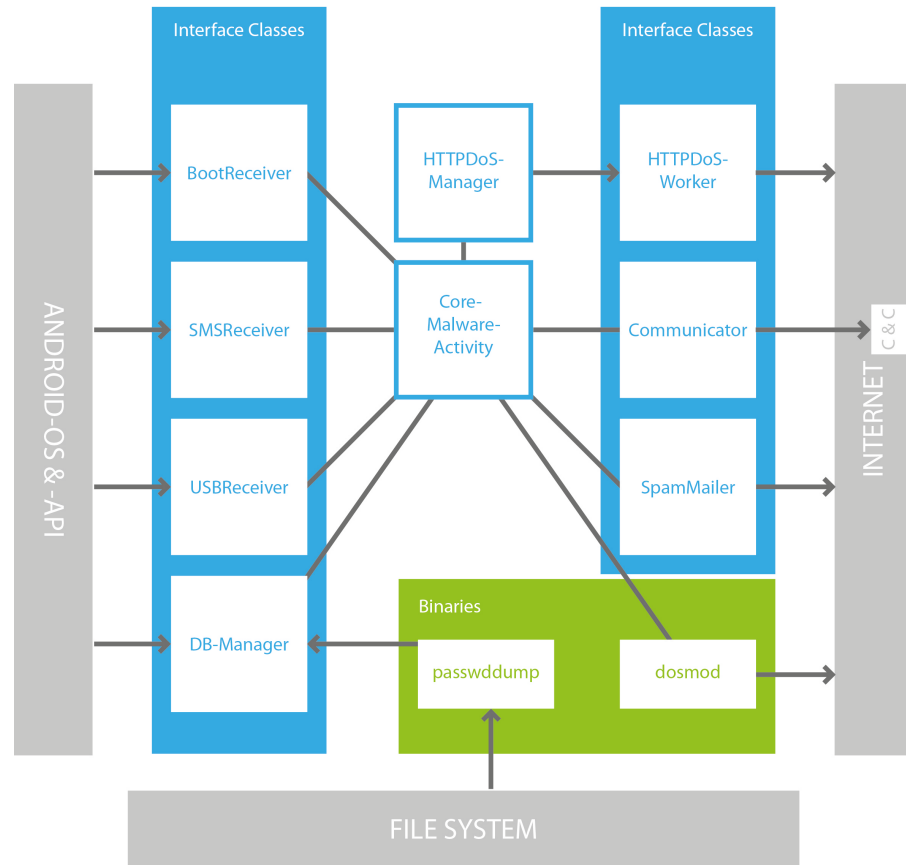 Interface Classes
Interface Classes
BootReceiver
HTTPDoS-
Manager
HTTPDoS-
Worker
SMSReceiver
Core-
Malware-
Activity
Communicator
C & C
ANDROID-OS & -API
INTERNET
USBReceiver
SpamMailer
Binaries
DB-Manager
passwddump
dosmod
FILE SYSTEM